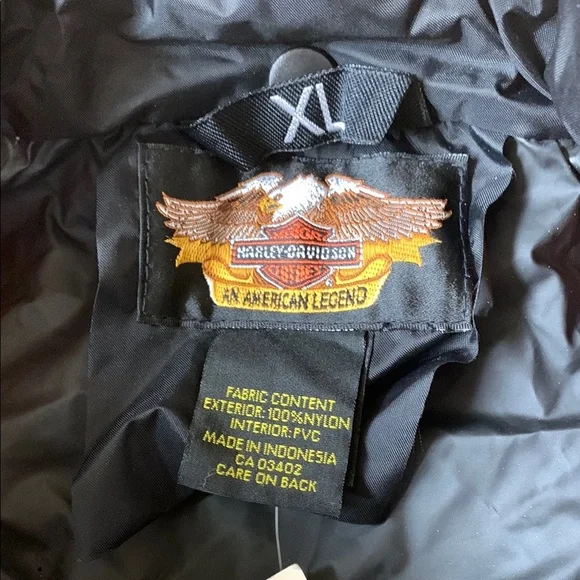 XL
HARLEY-DAVIDSON
®
AN AMERICAN LEGEND
FABRIC CONTENT
EXTERIOR:100%NYLON
INTERIOR:PVC
MADE IN INDONESIA
CA 03402
CARE ON BACK